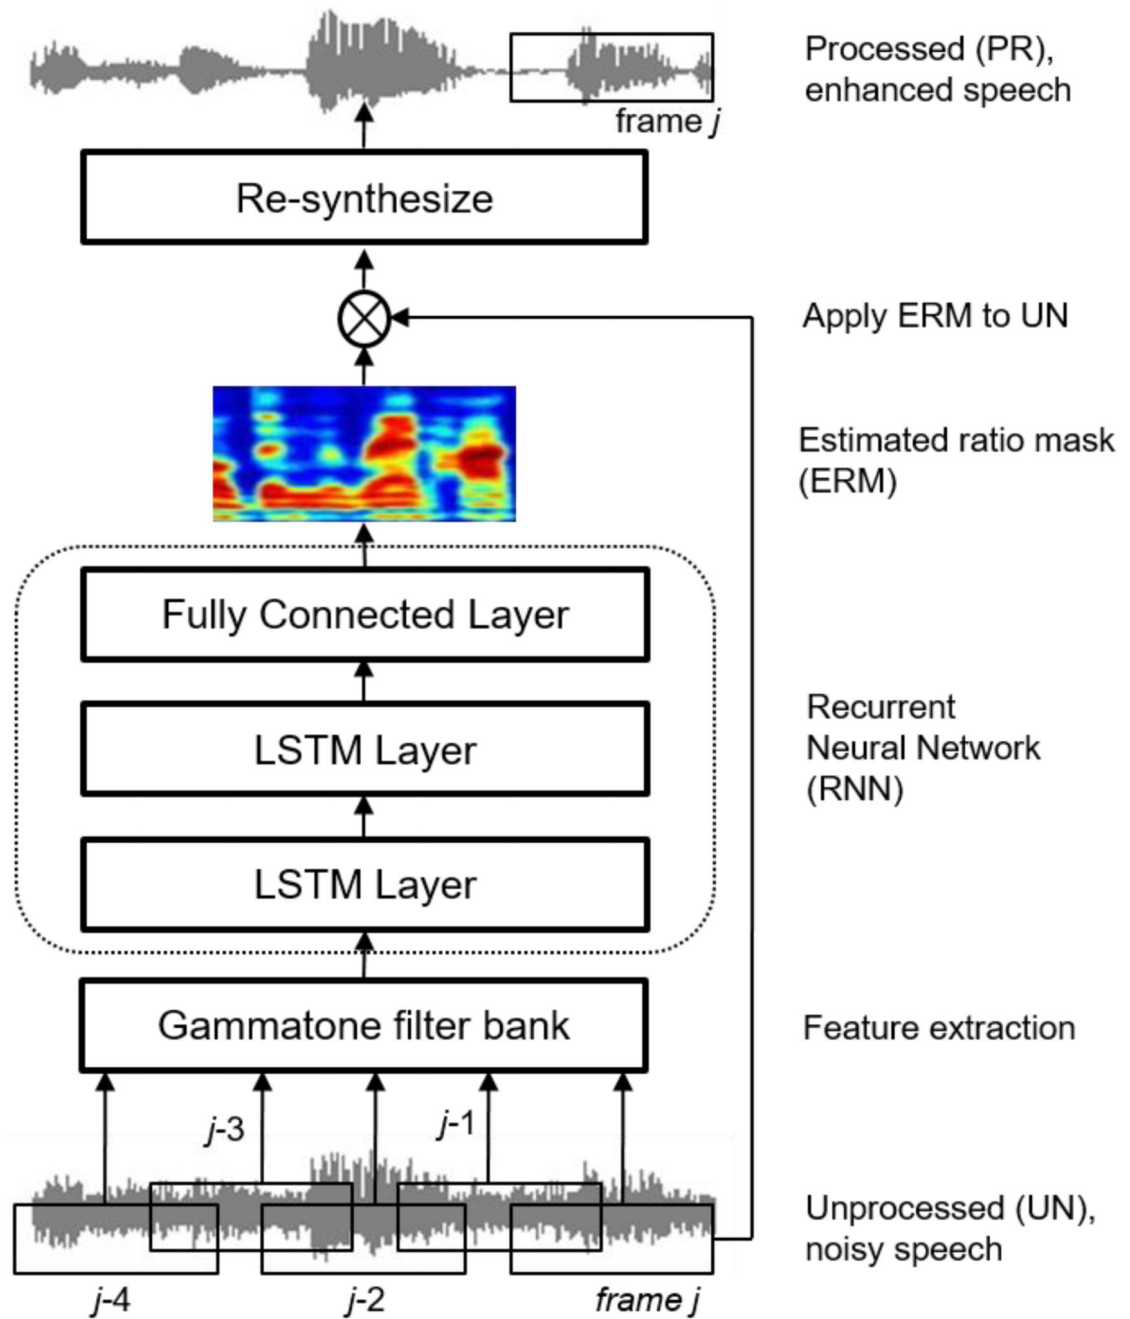 Processed (PR),
enhanced speech
frame j
Re-synthesize
Apply ERM to UN
Estimated ratio mask
(ERM)
Fully Connected Layer
LSTM Layer
Recurrent
Neural Network
(RNN)
LSTM Layer
Gammatone filter bank
Feature extraction
j-3
j-1
Unprocessed (UN),
noisy speech
j-4
j-2
frame j